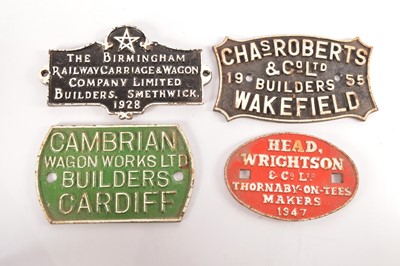 THE BIRMINGHAM
RAILWAY CARRIAGE & WAGON
COMPANY LIMITED
BUILDERS. SMETHWICK.
1928
CHAS ROBERTS
& CO LTD
19 BUILDERS 55
WAKEFIELD
CAMBRIAN
WAGON WORKS LTD
BUILDERS
CARDIFF
HEAD,
WRIGHTSON
& CO LTD
THORNABY-ON-TEES
MAKERS
1947